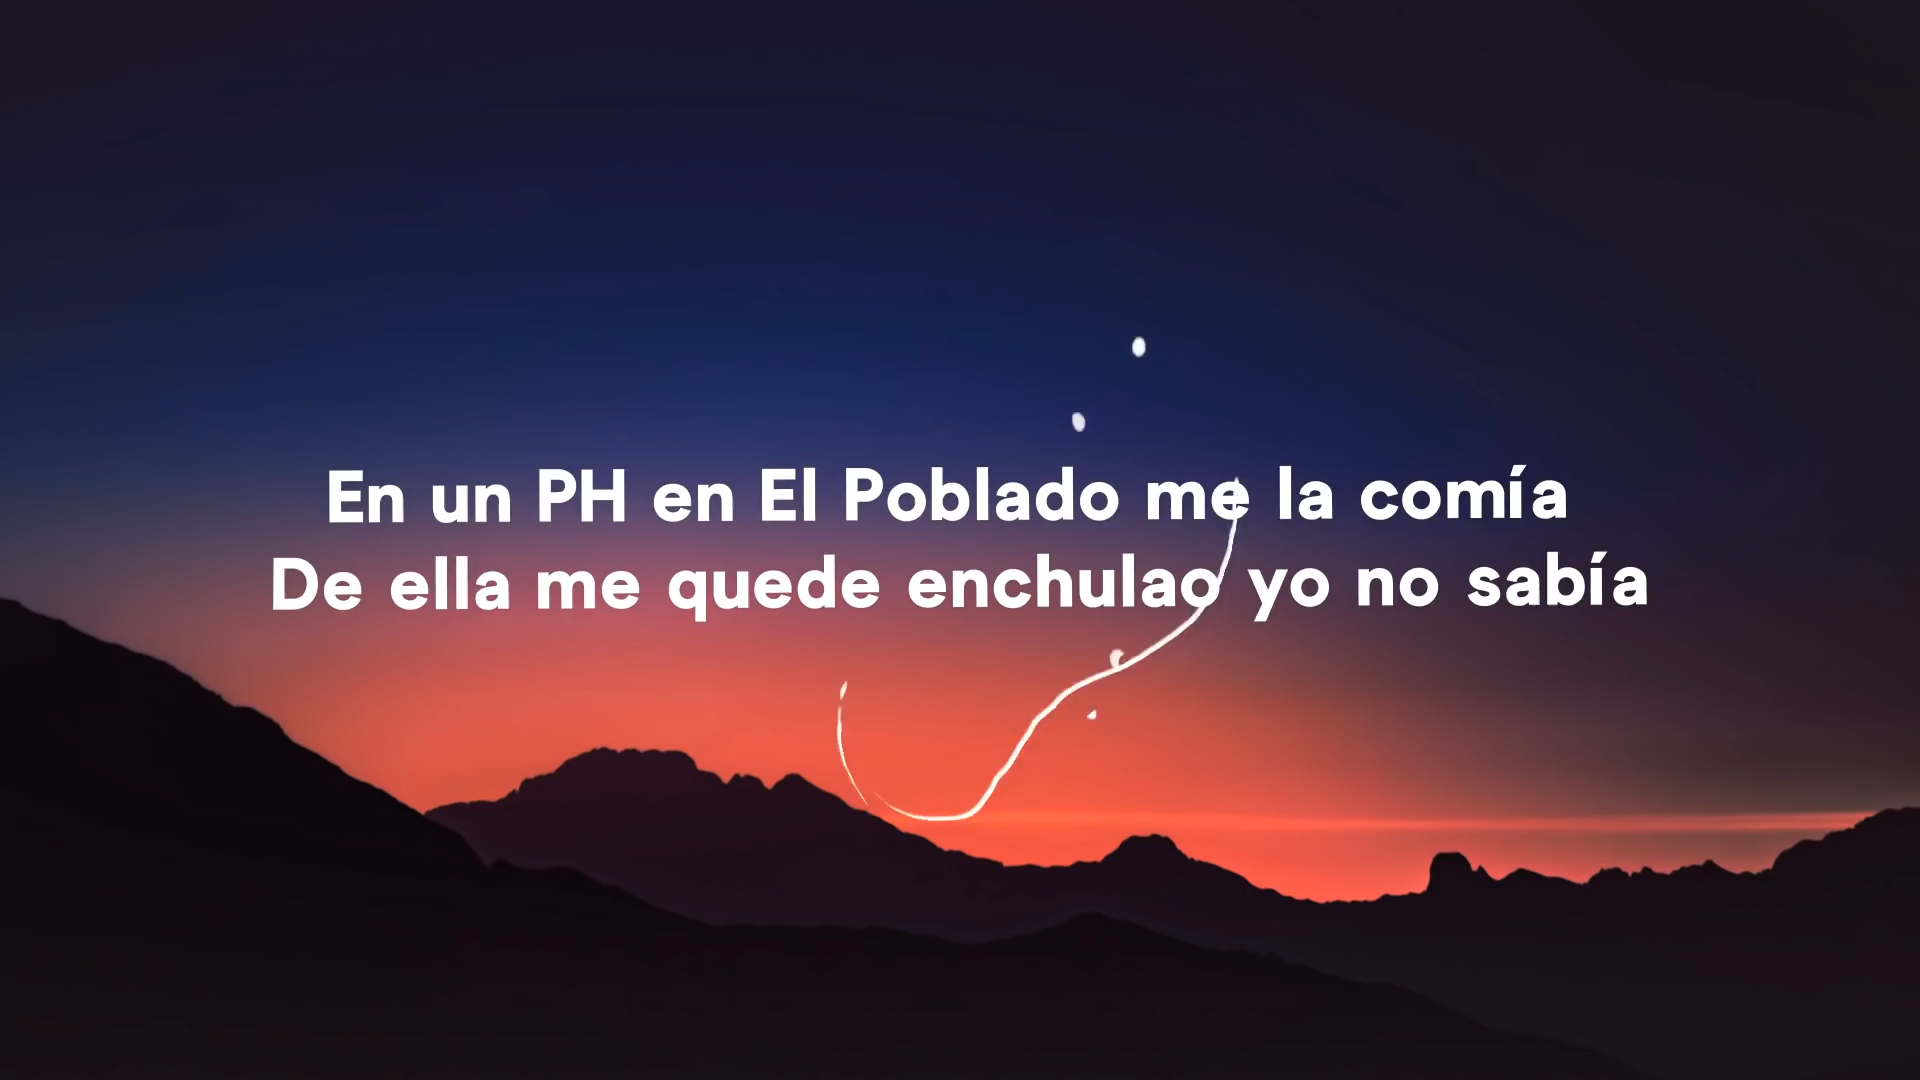 En un PH en El Poblado me la comía
De ella me quede enchulao yo no sabía